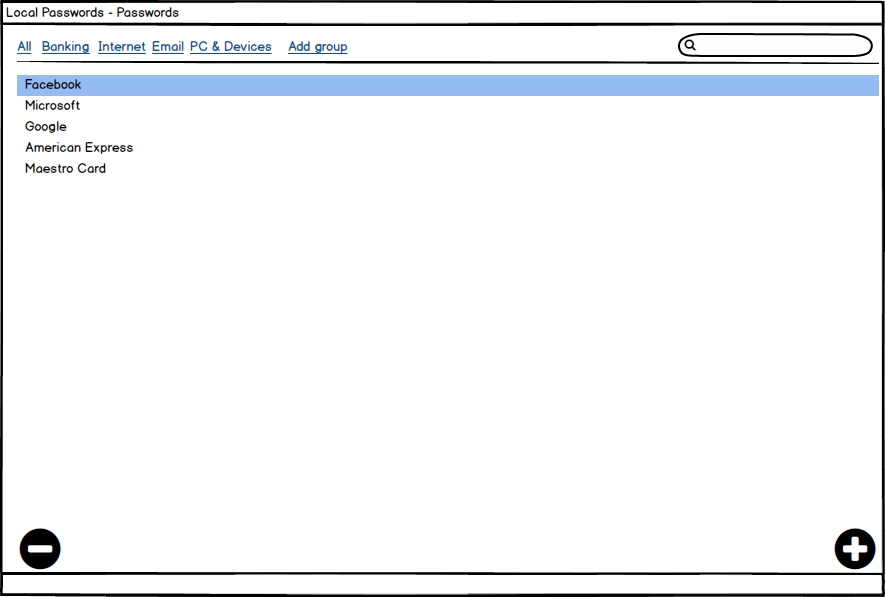 Local Passwords - Passwords
All Banking Internet Email PC & Devices Add group
Facebook
Microsoft
Google
American Express
Maestro Card